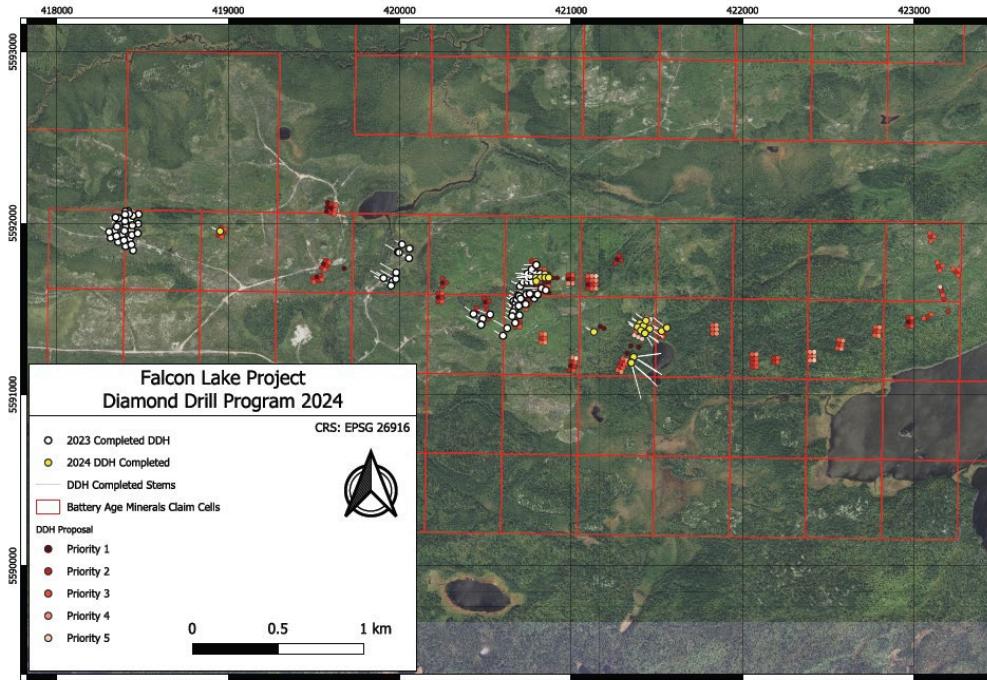 418000 419000 420000 421000 422000 423000
5593000
5592000
5591000
5590000
Falcon Lake Project
Diamond Drill Program 2024
CRS: EPSG 26916
2023 Completed DDH
2024 DDH Completed
DDH Completed Stems
Battery Age Minerals Claim Cells
DDH Proposal
Priority 1
Priority 2
Priority 3
Priority 4
Priority 5
0 0.5 1 km